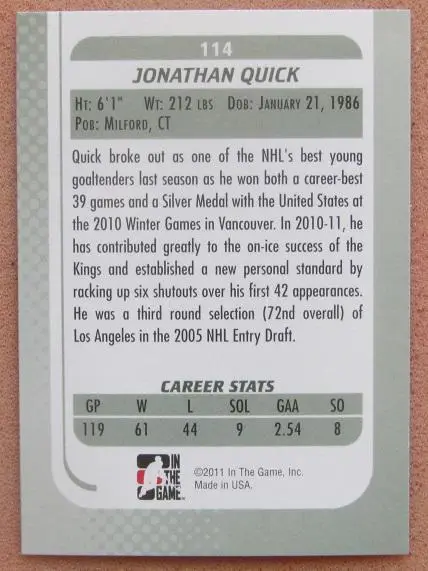 114
JONATHAN QUICK
HT: 6'1" WT: 212 LBS DOB: JANUARY 21, 1986
POB: MILFORD, CT
Quick broke out as one of the NHL's best young
goaltenders last season as he won both a career-best
39 games and a Silver Medal with the United States at
the 2010 Winter Games in Vancouver. In 2010-11, he
has contributed greatly to the on-ice success of the
Kings and established a new personal standard by
racking up six shutouts over his first 42 appearances.
He was a third round selection (72nd overall) of
Los Angeles in the 2005 NHL Entry Draft.
CAREER STATS
GP W L SOL GAA SO
119 61 44 9 2.54 8
IN
THE
GAME™
©2011 In The Game, Inc.
Made in USA.